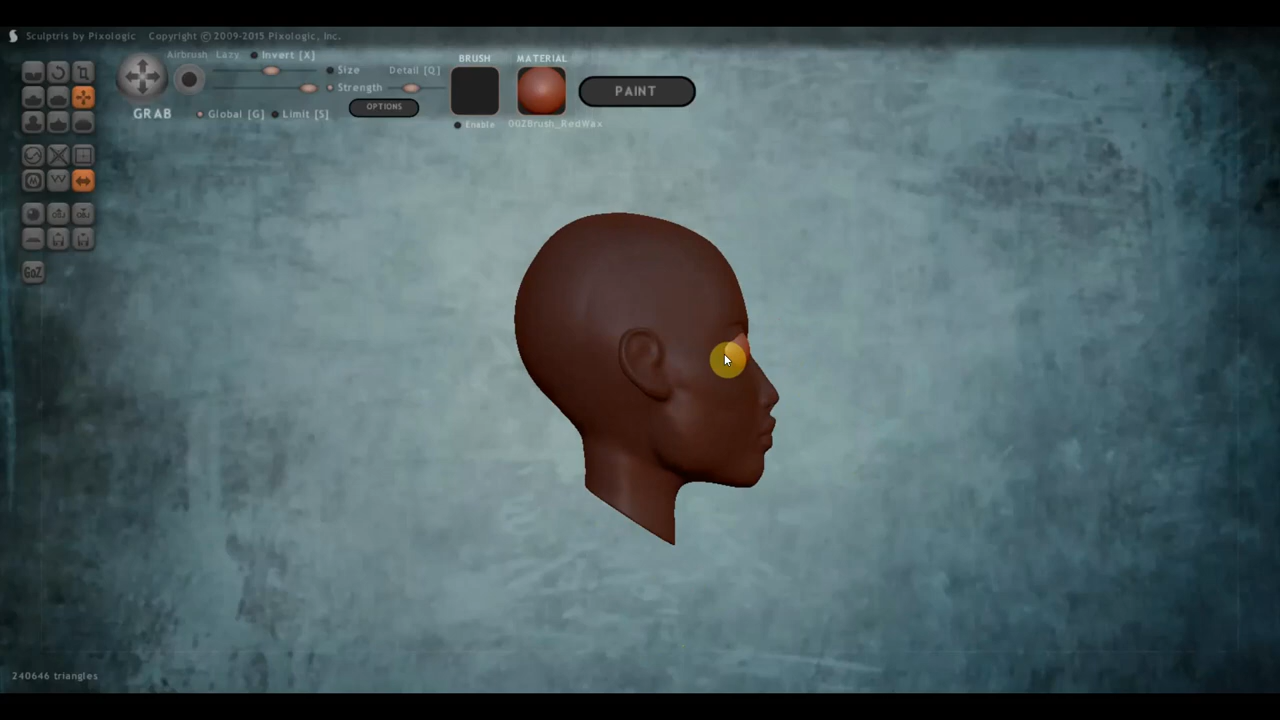 Sculptris by Pixologic Copyright © 2009-2015 Pixologic, Inc.
Airbrush Lazy Invert [X]
BRUSH MATERIAL
Size Detail [Q]
Strength
PAINT
OPTIONS
GRAB Global [G] Limit [S]
Enable 00ZBrush_RedWax
GoZ
240646 triangles